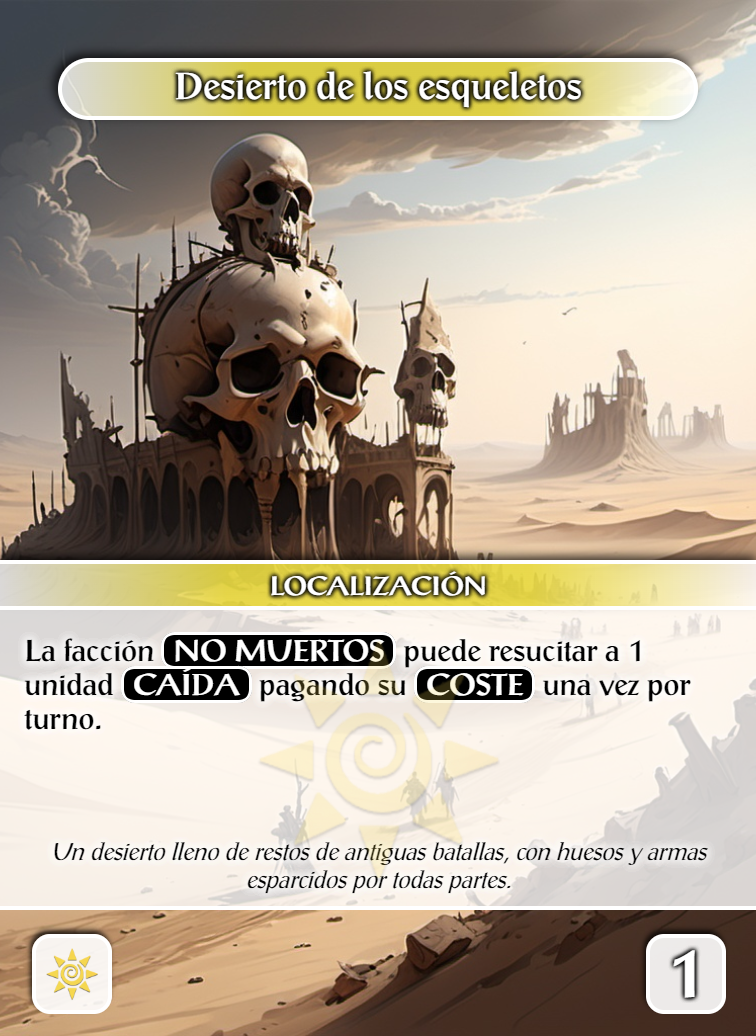 Desierto de los esqueletos
LOCALIZACIÓN
La facción NO MUERTOS puede resucitar a 1
unidad CAÍDA pagando su COSTE una vez por
turno.
Un desierto lleno de restos de antiguas batallas, con huesos y armas
esparcidos por todas partes.
1